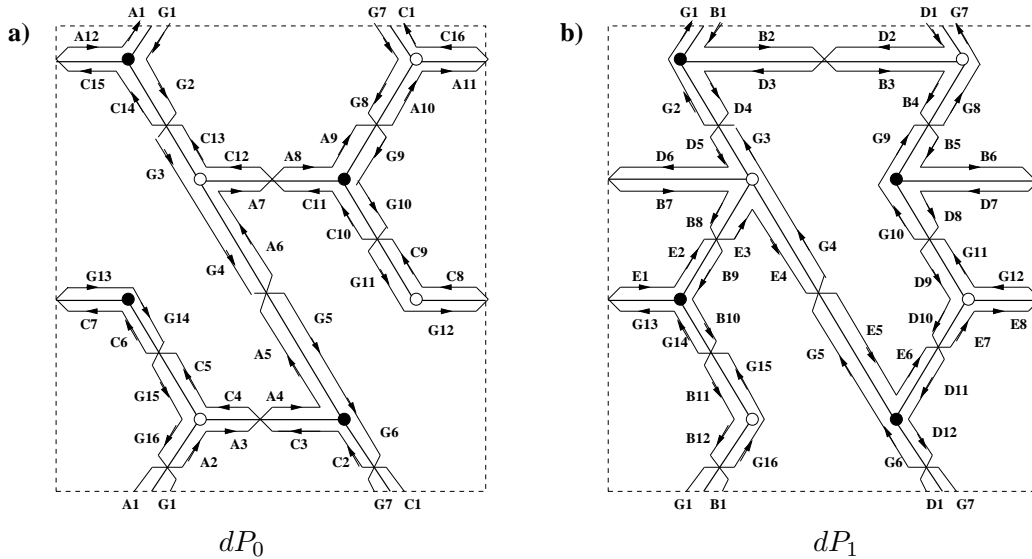 a) A1 G1 G7 C1 b) G1 B1 D1 G7
A12 C16 B2 D2
C15 G2 A11 D3 B3
C14 G8 A10 G2 D4 B4 G8
C13 A9 D5 G3 G9 B5
G3 C12 A8 G9 D6 B6
A7 C11 G10 B7 D7
C10 B8 D8
A6 C9 E2 E3 G10 G11
G4 G11 C8 E1 B9 E4 G4 D9 G12
G13 G12 G13 E8
C7 G14 G5 B10 E5 D10
C6 G14 E7
C5 A5 G15 G5 E6
G15 C4 A4 B11 D11
G16 A3 C3 G6 B12 D12
A2 C2 G16 G6
A1 G1 G7 C1 G1 B1 D1 G7
dP0 dP1